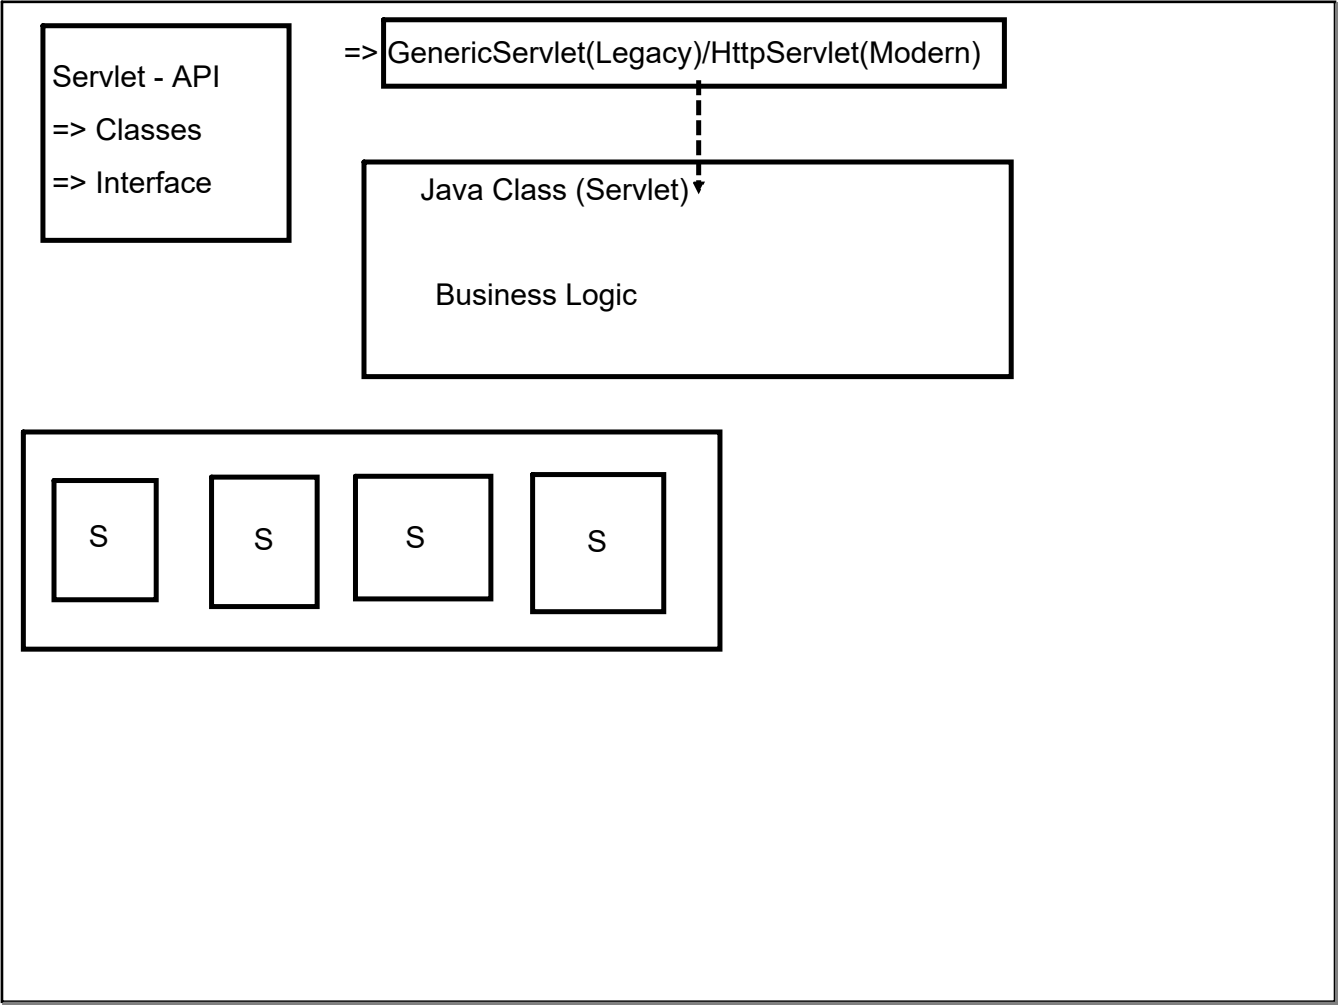 Servlet - API
=> Classes
=> Interface
=> GenericServlet(Legacy)/HttpServlet(Modern)
Java Class (Servlet)
Business Logic
S
S
S
S